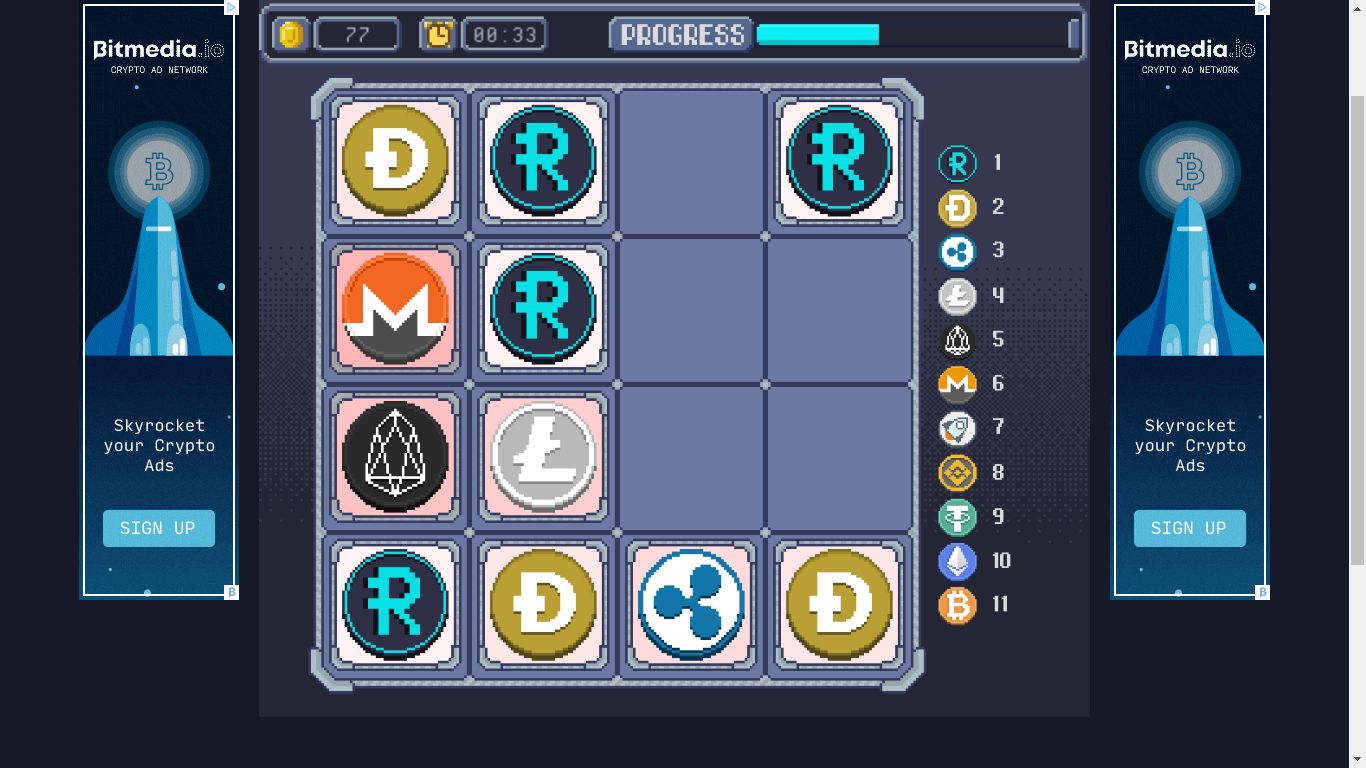 Bitmedia.io
CRYPTO AD NETWORK
Skyrocket
your Crypto
Ads
SIGN UP
77
00:33
PROGRESS
1
2
3
4
5
6
7
8
9
10
11
Bitmedia.io
CRYPTO AD NETWORK
Skyrocket
your Crypto
Ads
SIGN UP